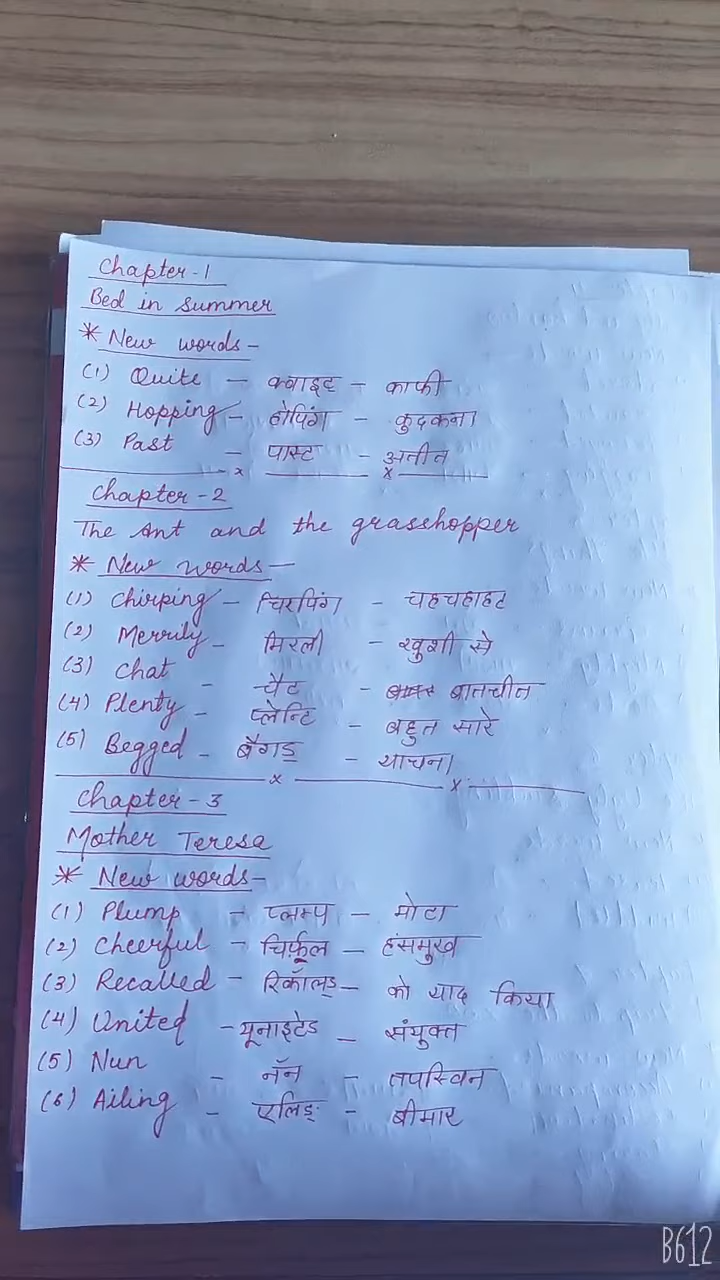 Chapter-1
Bed in Summer
* New words-
(1) Quite - क्वाइट - काफी
(2) Hopping - होपिंग - कुदकना
(3) Past - पास्ट - अतीत
x x
Chapter-2
The Ant and the grasshopper
* New words-
(1) Chirping - चिरपिंग - चहचहाहट
(2) Merrily - मिरली - खुशी से
(3) Chat - चैट - बातचीत
(4) Plenty - प्लेन्टि - बहुत सारे
(5) Begged - बैगड् - याचना
x x
Chapter-3
Mother Teresa
* New words-
(1) Plump - प्लम्प - मोटा
(2) Cheerful - चिर्फ़ूल - हंसमुख
(3) Recalled - रिकॉल्ड् - को याद किया
(4) United - यूनाइटेड - संयुक्त
(5) Nun - नॅन - तपस्विन
(6) Ailing - एलिङ् - बीमार
B612